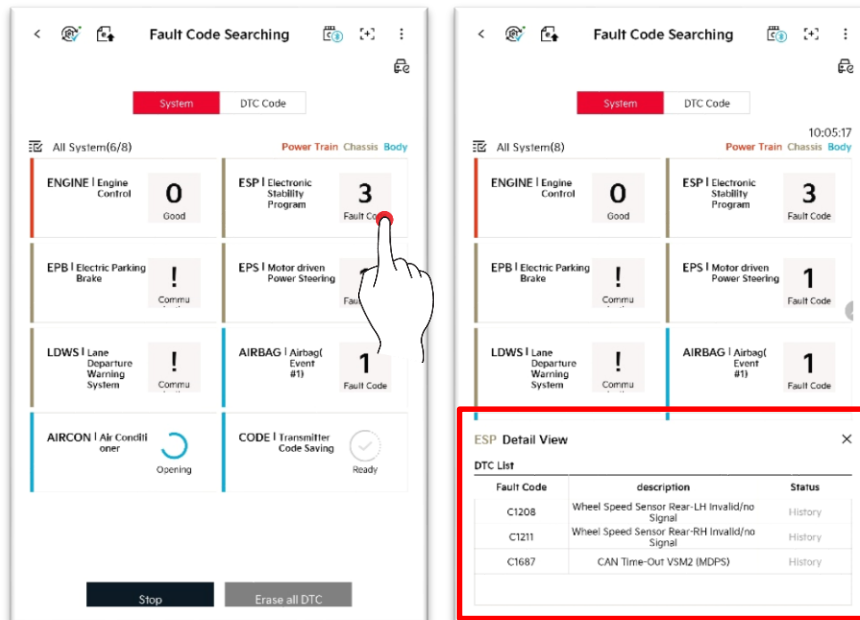 Fault Code Searching
System DTC Code
All System(6/8) Power Train Chassis Body
ENGINE | Engine
Control
0
Good
ESP | Electronic
Stability
Program
3
Fault Co
EPB | Electric Parking
Brake
!
Commu
EPS | Motor driven
Power Steering
Fau
LDWS | Lane
Departure
Warning
System
!
Commu
AIRBAG | Airbag(
Event
#1)
1
Fault Code
AIRCON | Air Conditi
oner
Opening
CODE | Transmitter
Code Saving
Ready
Stop Erase all DTC
Fault Code Searching
System DTC Code
10:05:17
All System(8) Power Train Chassis Body
ENGINE | Engine
Control
0
Good
ESP | Electronic
Stability
Program
3
Fault Code
EPB | Electric Parking
Brake
!
Commu
EPS | Motor driven
Power Steering
1
Fault Code
LDWS | Lane
Departure
Warning
System
!
Commu
AIRBAG | Airbag(
Event
#1)
1
Fault Code
ESP Detail View
DTC List
Fault Code description Status
C1208 Wheel Speed Sensor Rear-LH Invalid/no
Signal History
C1211 Wheel Speed Sensor Rear-RH Invalid/no
Signal History
C1687 CAN Time-Out VSM2 (MDPS) History